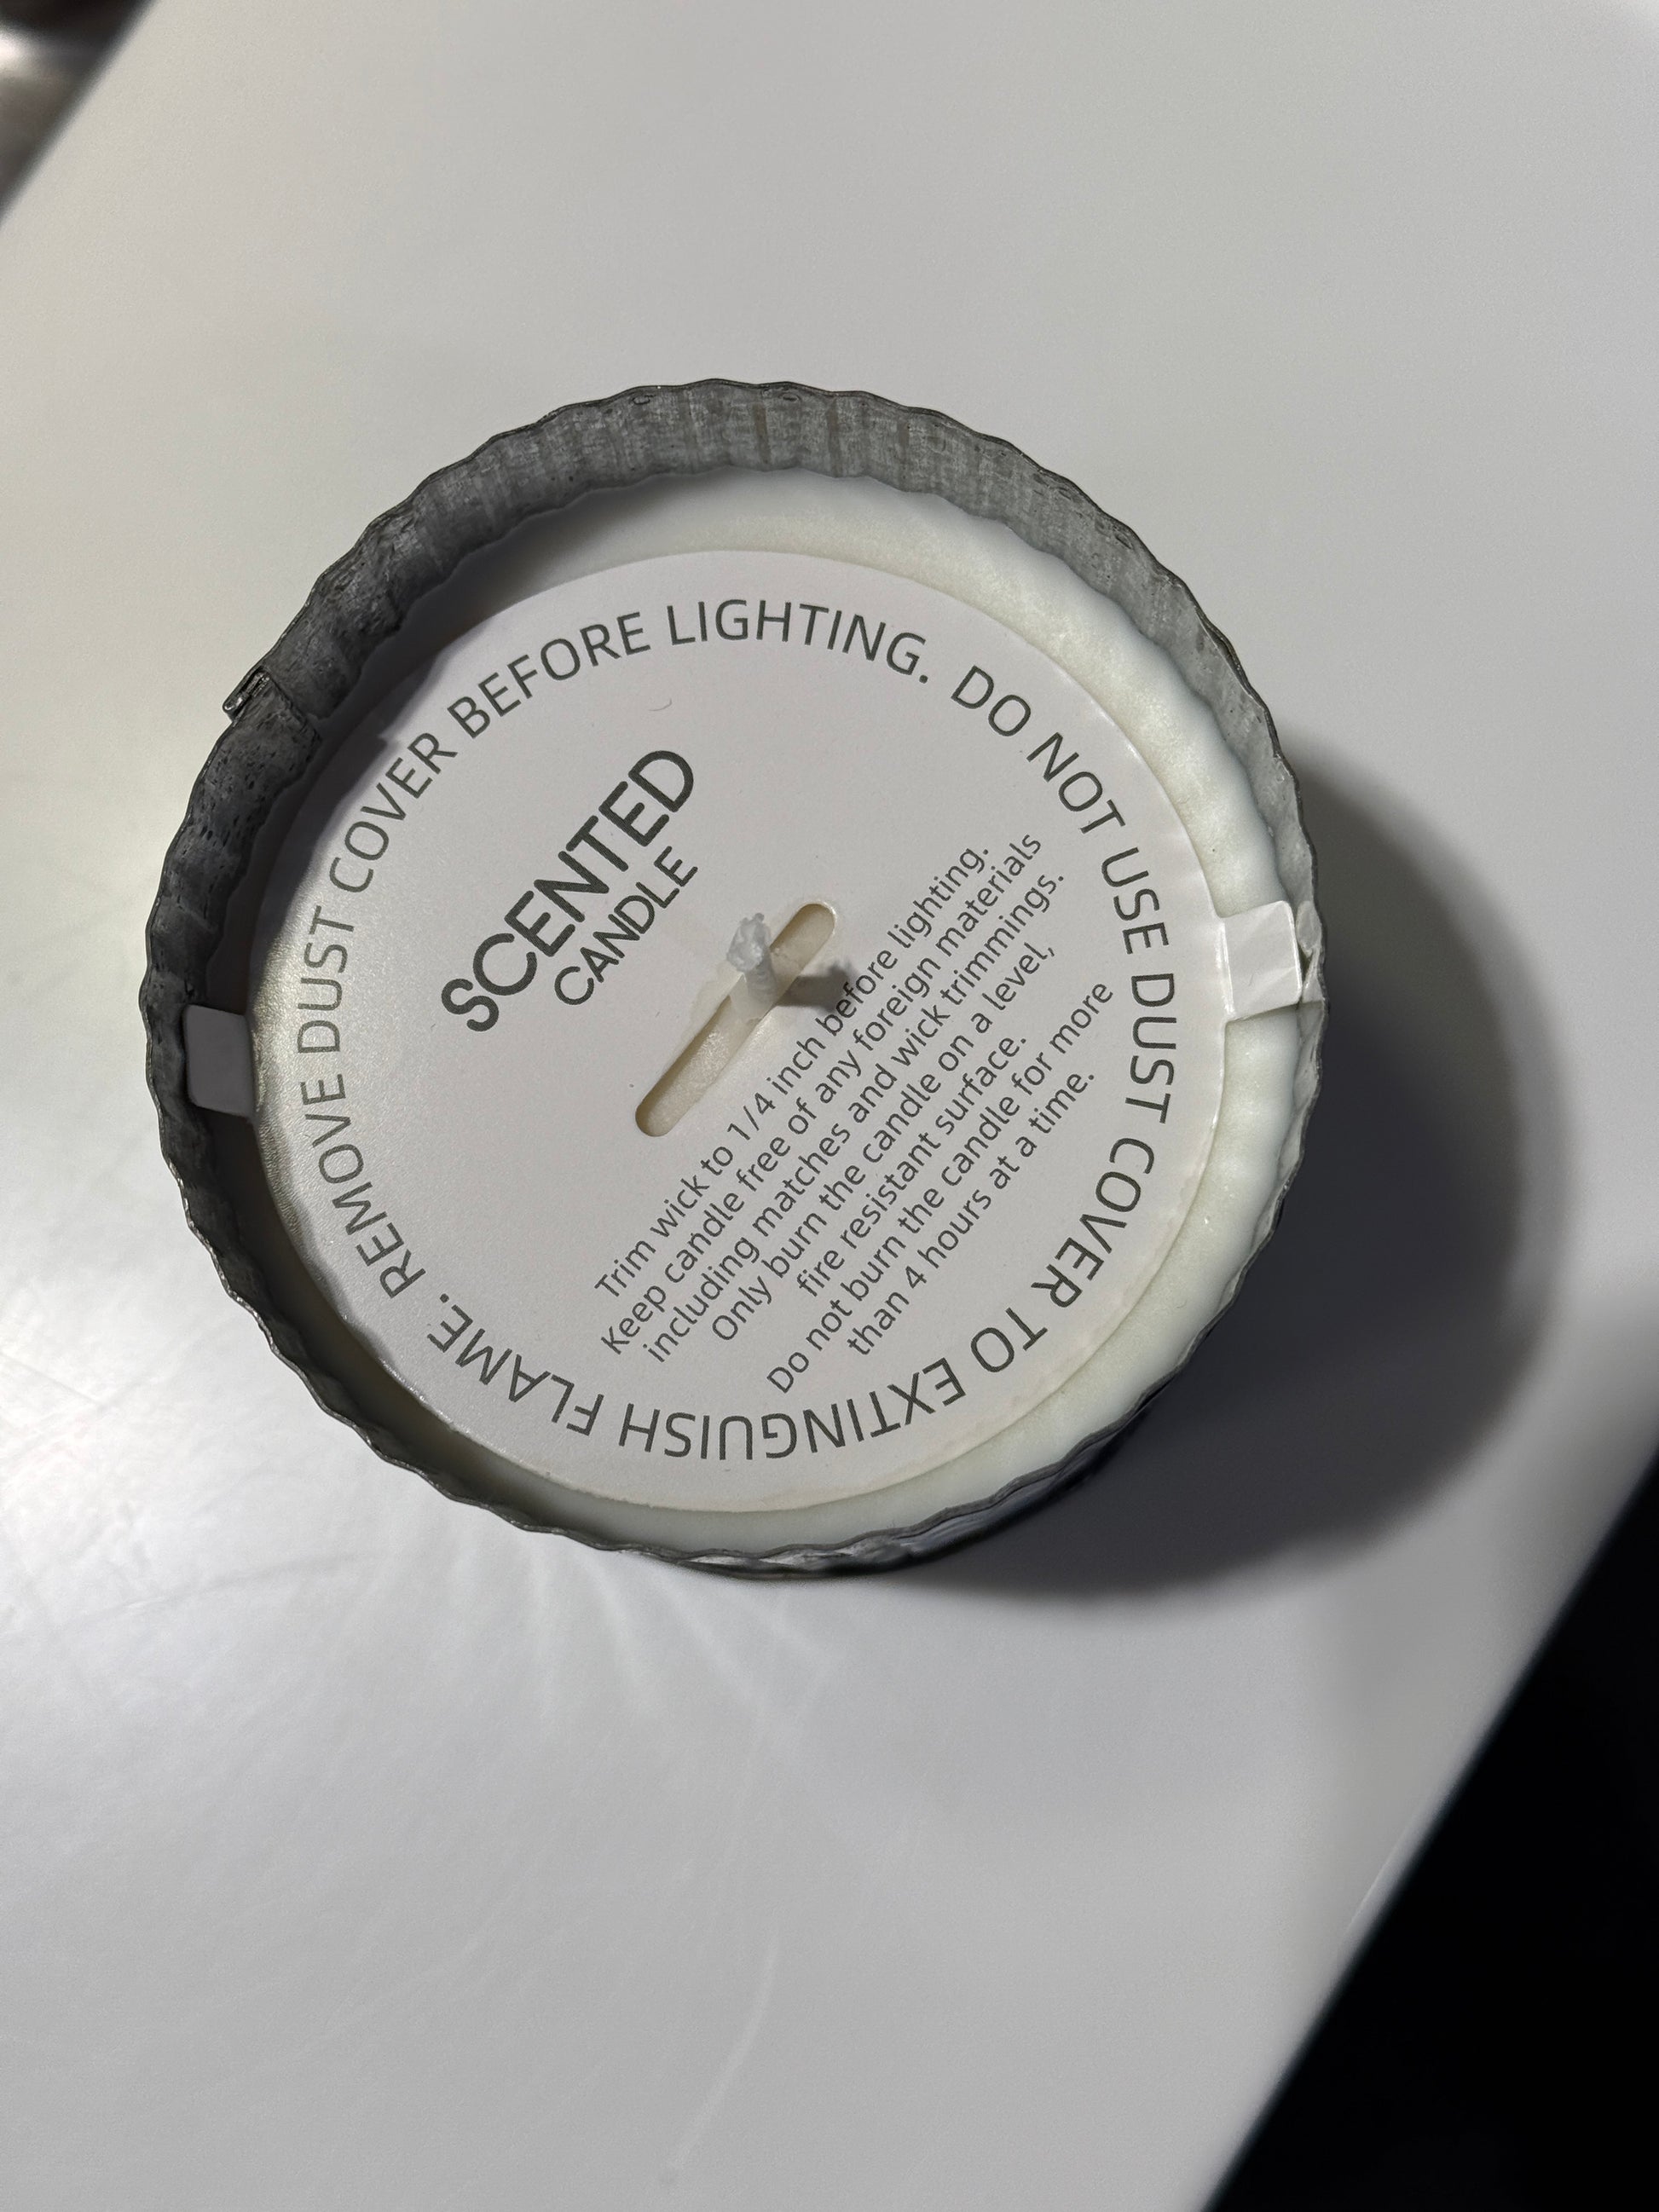 REMOVE DUST COVER BEFORE LIGHTING. DO NOT USE DUST COVER TO EXTINGUISH FLAME.
SCENTED
CANDLE
Trim wick to 1/4 inch before lighting.
Keep candle free of any foreign materials
including matches and wick trimmings.
Only burn the candle on a level,
fire resistant surface.
Do not burn the candle for more
than 4 hours at a time.